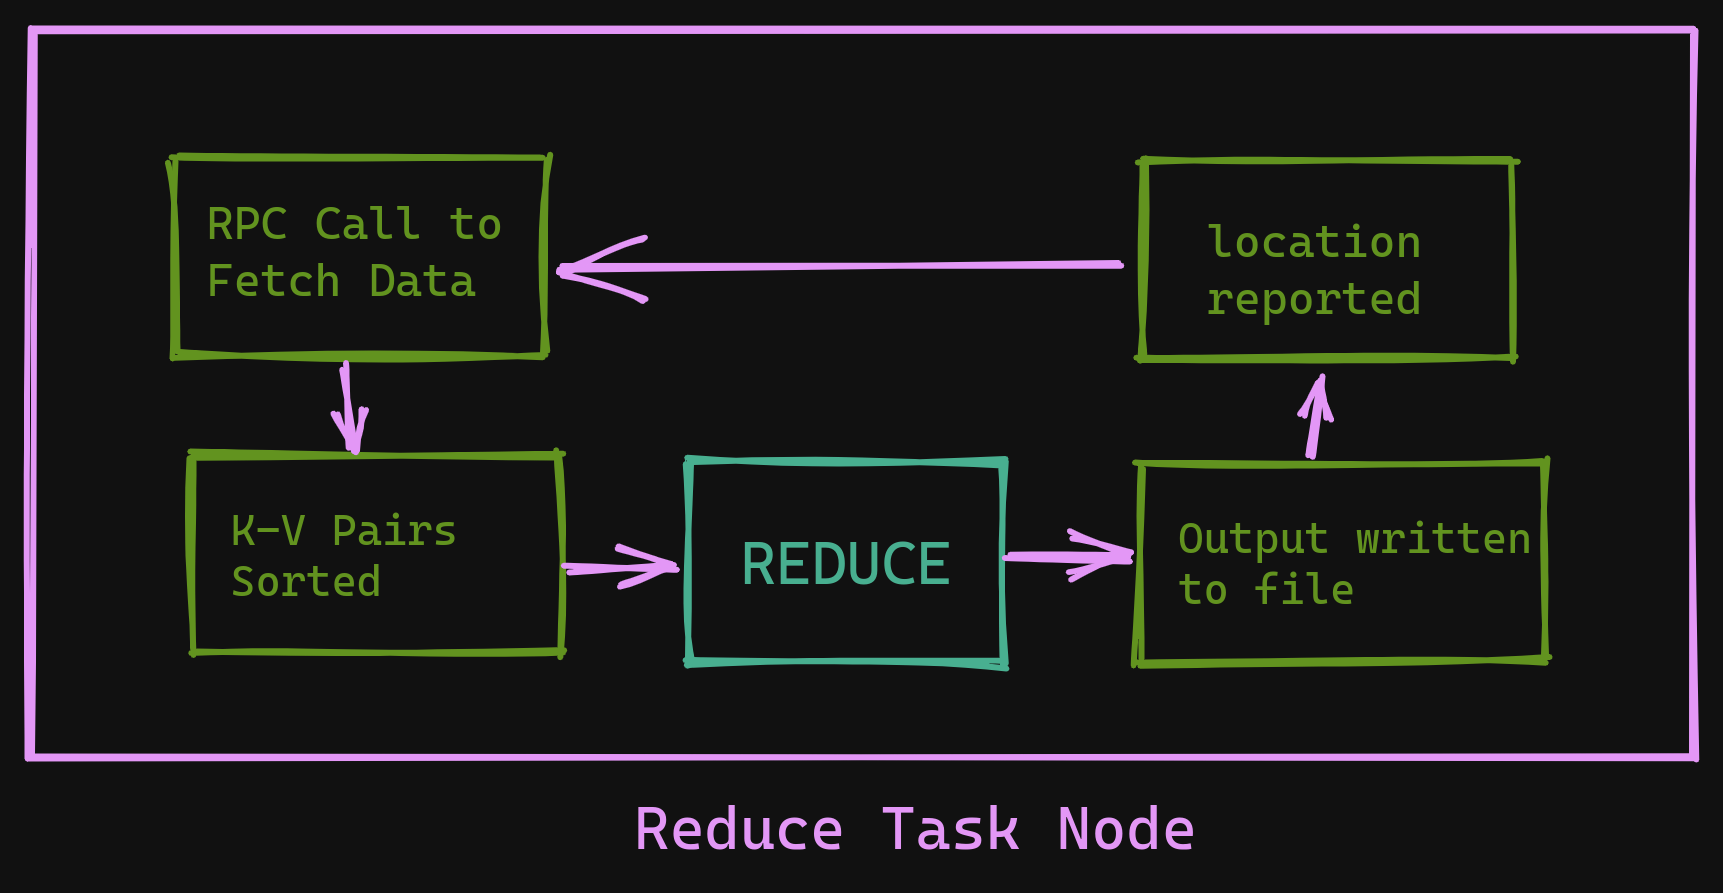 RPC Call to
Fetch Data
location
reported
K-V Pairs
Sorted
REDUCE
Output written
to file
Reduce Task Node